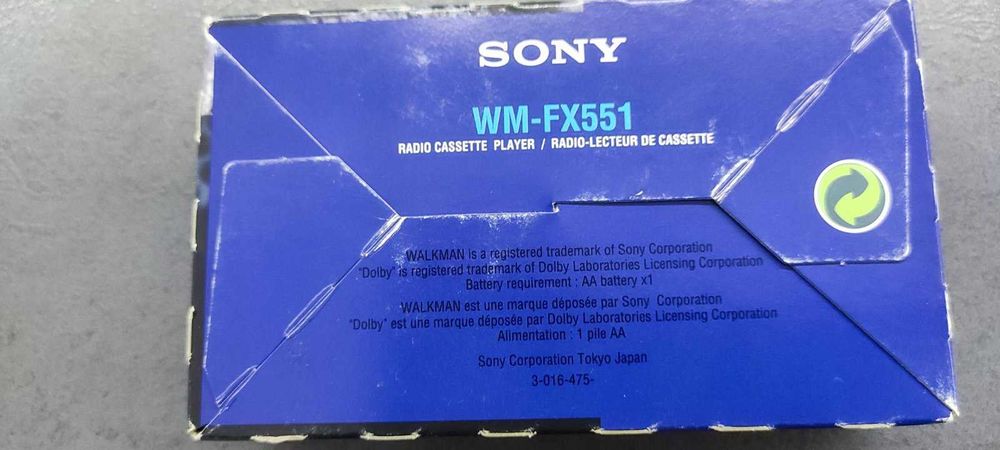 SONY
WM-FX551
RADIO CASSETTE PLAYER / RADIO-LECTEUR DE CASSETTE
WALKMAN is a registered trademark of Sony Corporation
"Dolby" is registered trademark of Dolby Laboratories Licensing Corporation
Battery requirement : AA battery x1
WALKMAN est une marque déposée par Sony Corporation
"Dolby" est une marque déposée par Dolby Laboratories Licensing Corporation
Alimentation : 1 pile AA
Sony Corporation Tokyo Japan
3-016-475-